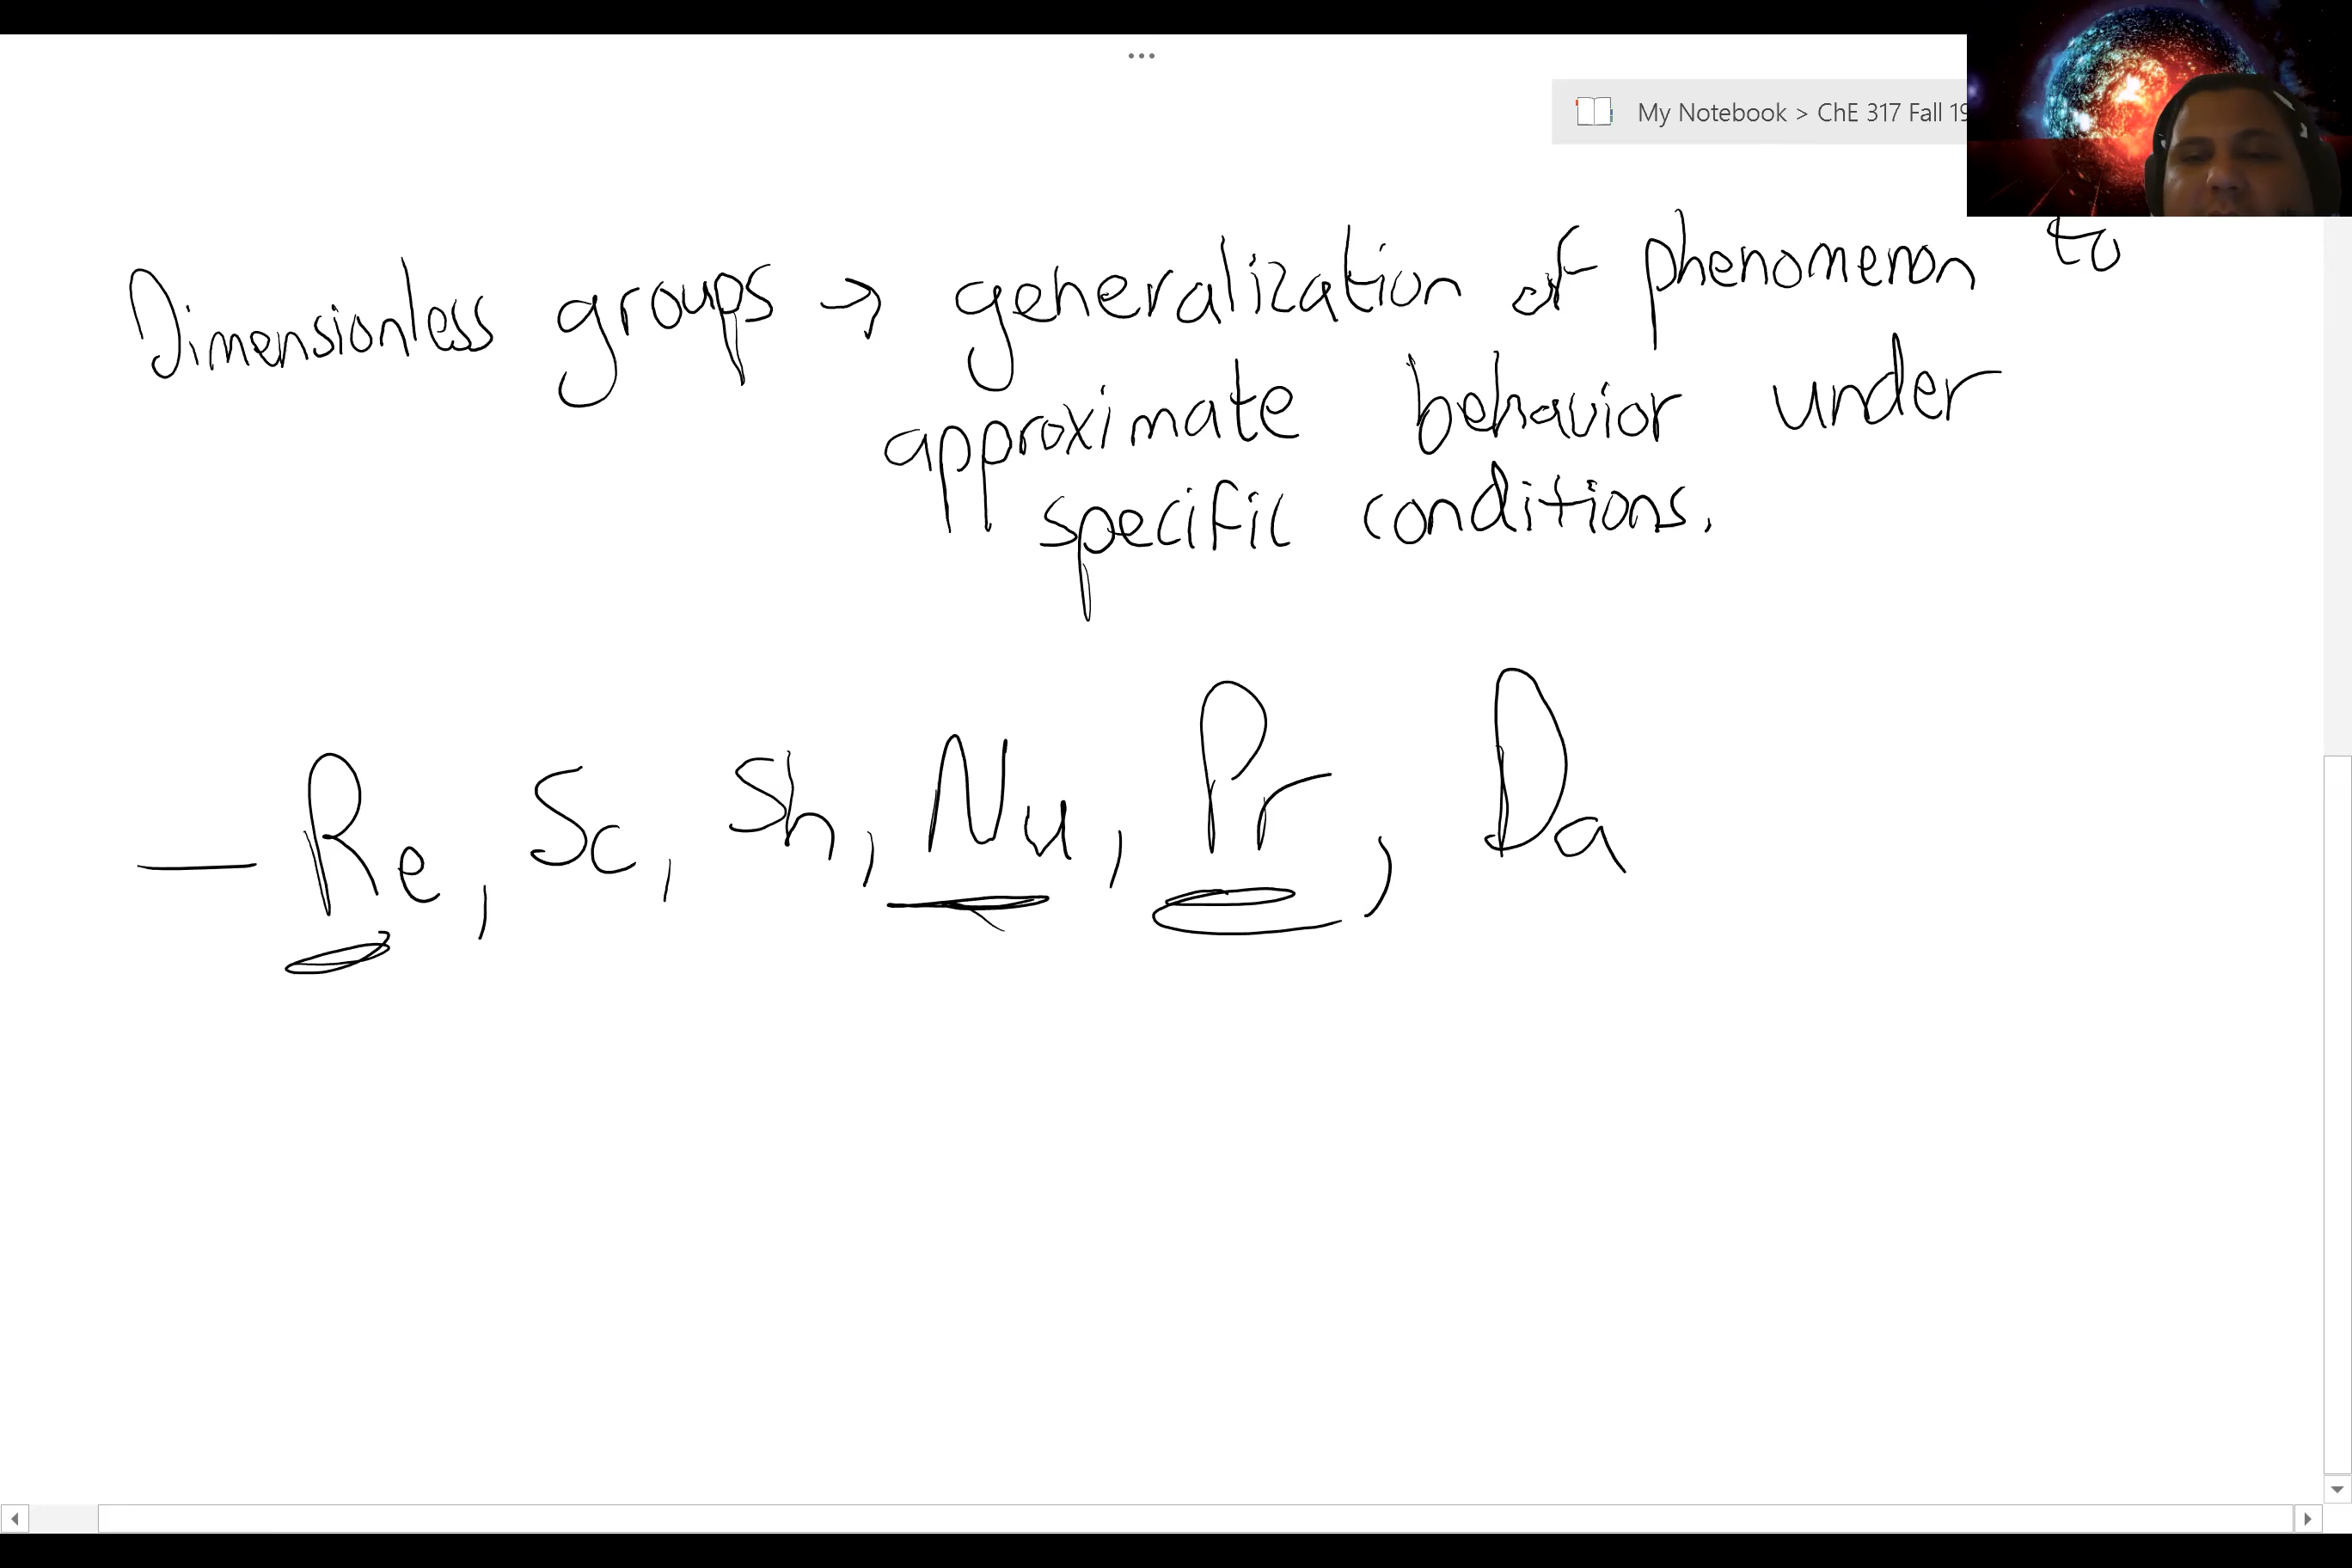 My Notebook > ChE 317 Fall 19
Dimensionless groups → generalization of phenomenon to
approximate behavior under
specific conditions.
— Re, Sc, Sh, Nu, Pr, Da